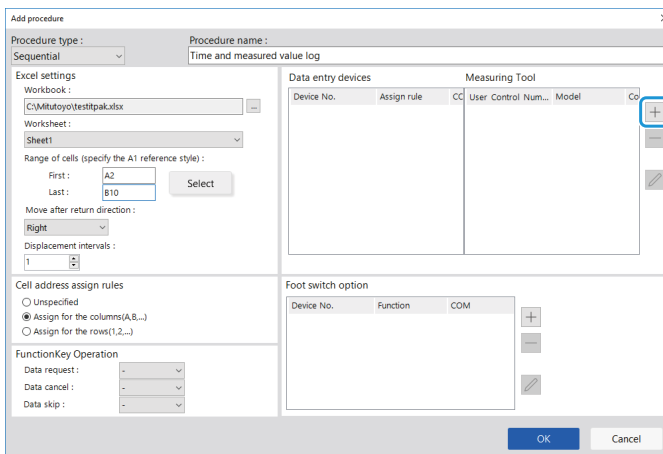 Add procedure
Procedure type :
Procedure name :
Sequential
Time and measured value log
Excel settings
Workbook :
C:\Mitutoyo\testitpak.xlsx
...
Worksheet :
Sheet1
Range of cells (specify the A1 reference style) :
First :
A2
Last :
B10
Select
Move after return direction :
Right
Displacement intervals :
1
Data entry devices
Measuring Tool
Device No.
Assign rule
CC
User Control Num...
Model
Co
Cell address assign rules
Unspecified
Assign for the columns(A,B,...)
Assign for the rows(1,2,...)
FunctionKey Operation
Data request :
-
Data cancel :
-
Data skip :
-
Foot switch option
Device No.
Function
COM
OK
Cancel